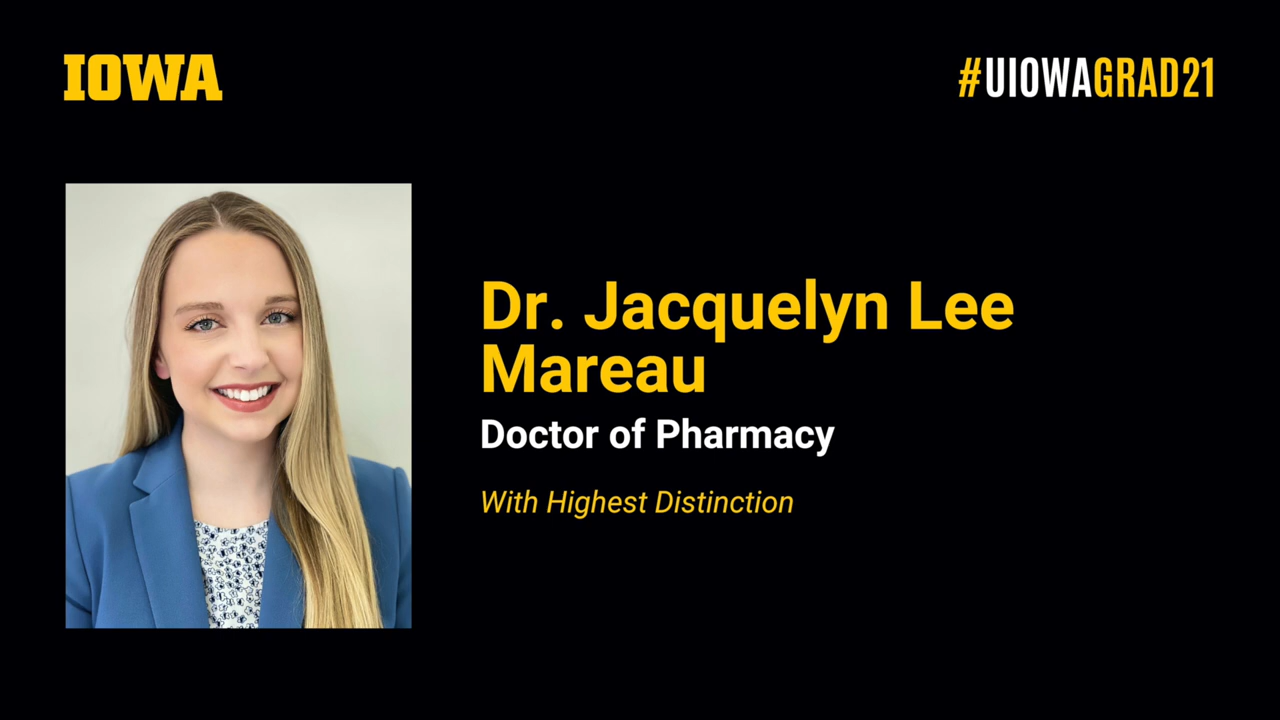 IOWA
#UIOWAGRAD21
Dr. Jacquelyn Lee
Mareau
Doctor of Pharmacy
With Highest Distinction